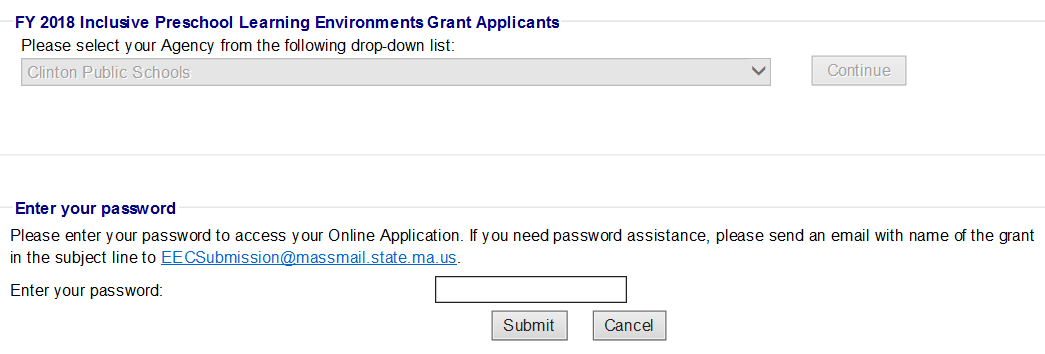 FY 2018 Inclusive Preschool Learning Environments Grant Applicants
Please select your Agency from the following drop-down list:
Clinton Public Schools
Continue
Enter your password
Please enter your password to access your Online Application. If you need password assistance, please send an email with name of the grant
in the subject line to EECSubmission@massmail.state.ma.us.
Enter your password:
Submit Cancel